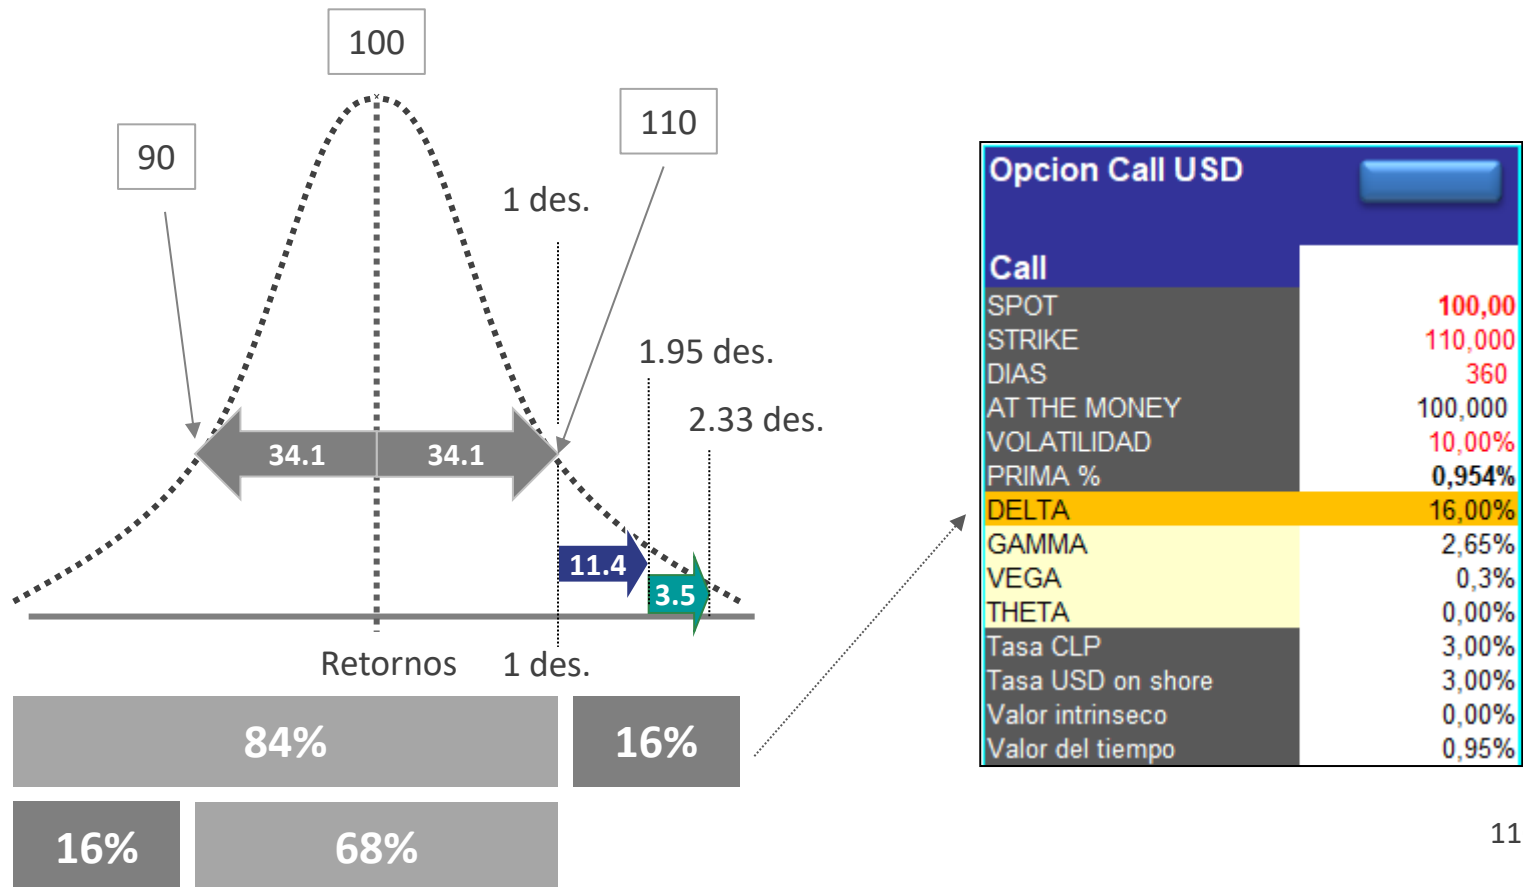 100
90
110
1 des.
1.95 des.
2.33 des.
34.1 34.1
11.4
3.5
Retornos 1 des.
84% 16%
16% 68%
Opcion Call USD
Call
SPOT 100,00
STRIKE 110,000
DIAS 360
AT THE MONEY 100,000
VOLATILIDAD 10,00%
PRIMA % 0,954%
DELTA 16,00%
GAMMA 2,65%
VEGA 0,3%
THETA 0,00%
Tasa CLP 3,00%
Tasa USD on shore 3,00%
Valor intrinseco 0,00%
Valor del tiempo 0,95%
11